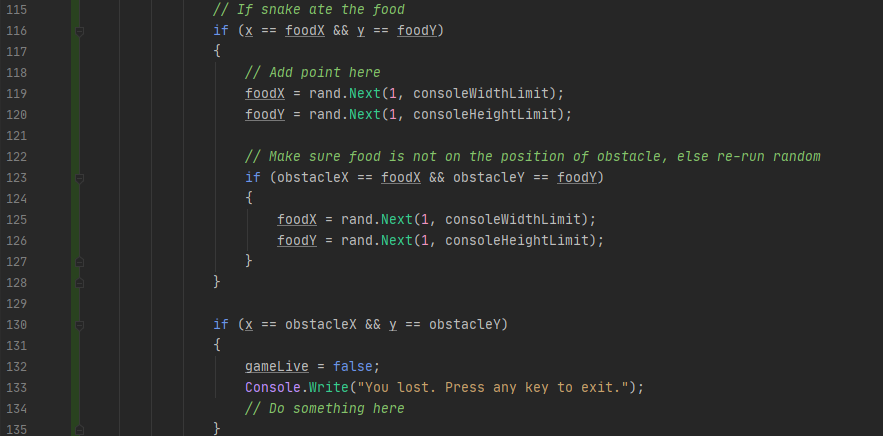 115 // If snake ate the food
116 if (x == foodX && y == foodY)
117 {
118 // Add point here
119 foodX = rand.Next(1, consoleWidthLimit);
120 foodY = rand.Next(1, consoleHeightLimit);
121
122 // Make sure food is not on the position of obstacle, else re-run random
123 if (obstacleX == foodX && obstacleY == foodY)
124 {
125 foodX = rand.Next(1, consoleWidthLimit);
126 foodY = rand.Next(1, consoleHeightLimit);
127 }
128 }
129
130 if (x == obstacleX && y == obstacleY)
131 {
132 gameLive = false;
133 Console.Write("You lost. Press any key to exit.");
134 // Do something here
135 }